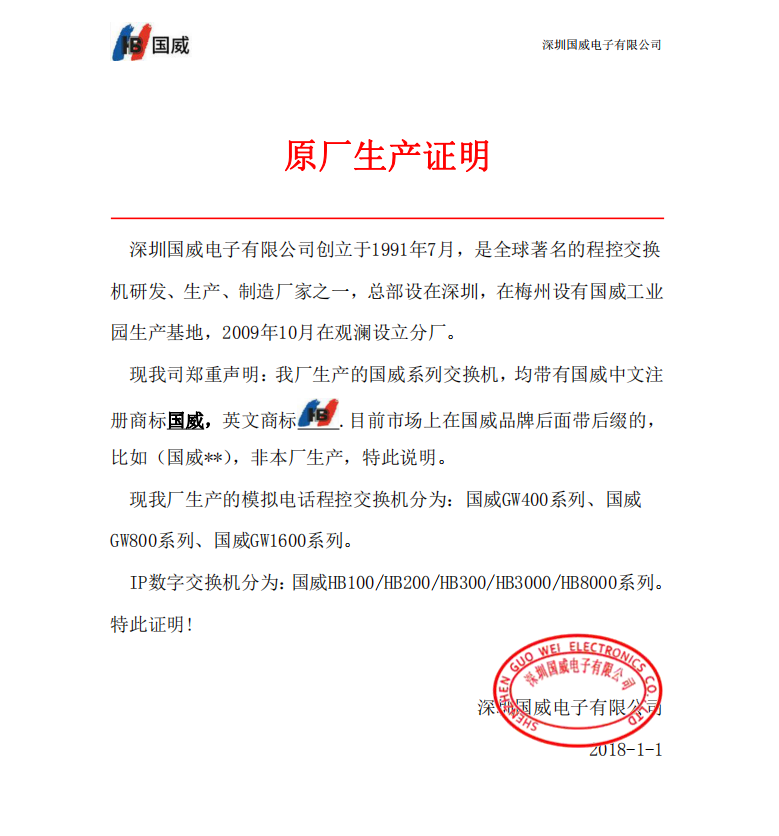 HB 国威
深圳国威电子有限公司
原厂生产证明
深圳国威电子有限公司创立于1991年7月，是全球著名的程控交换
机研发、生产、制造厂家之一，总部设在深圳，在梅州设有国威工业
园生产基地，2009年10月在观澜设立分厂。
现我司郑重声明：我厂生产的国威系列交换机，均带有国威中文注
册商标国威，英文商标HB.目前市场上在国威品牌后面带后缀的，
比如（国威**），非本厂生产，特此说明。
现我厂生产的模拟电话程控交换机分为：国威GW400系列、国威
GW800系列、国威GW1600系列。
IP数字交换机分为：国威HB100/HB200/HB300/HB3000/HB8000系列。
特此证明!
SHENZHEN GUO WEI ELECTRONICS CO.,LTD
深圳国威电子有限公司
深圳国威电子有限公司
2018-1-1